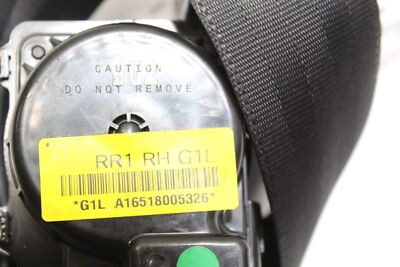 CAUTION
DO NOT REMOVE
RR1 RH G1L
*G1L A16518005326*